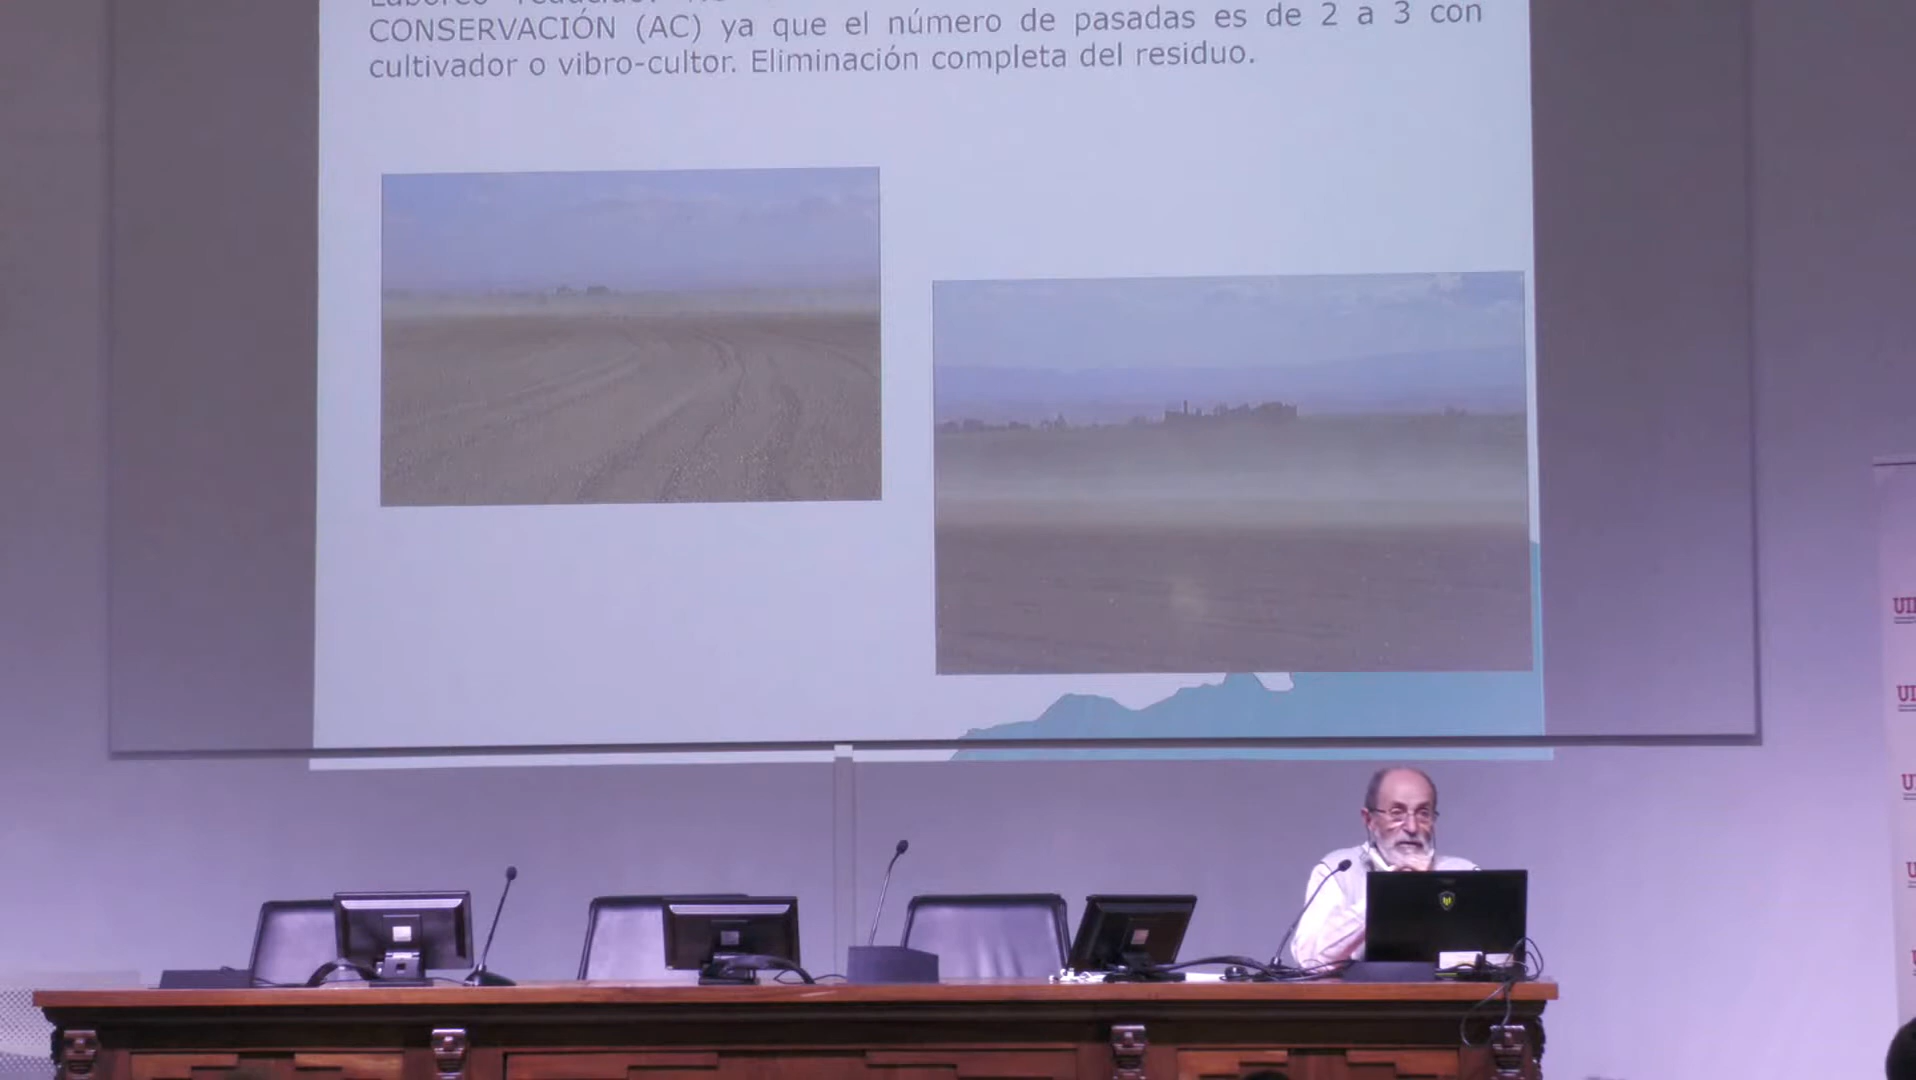 CONSERVACIÓN (AC) ya que el número de pasadas es de 2 a 3 con
cultivador o vibro-cultor. Eliminación completa del residuo.